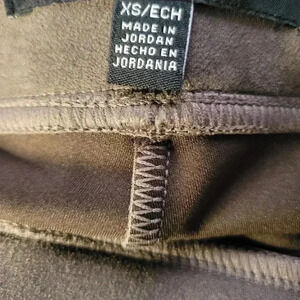 XS/ECH
MADE IN
JORDAN
HECHO EN
JORDANIA